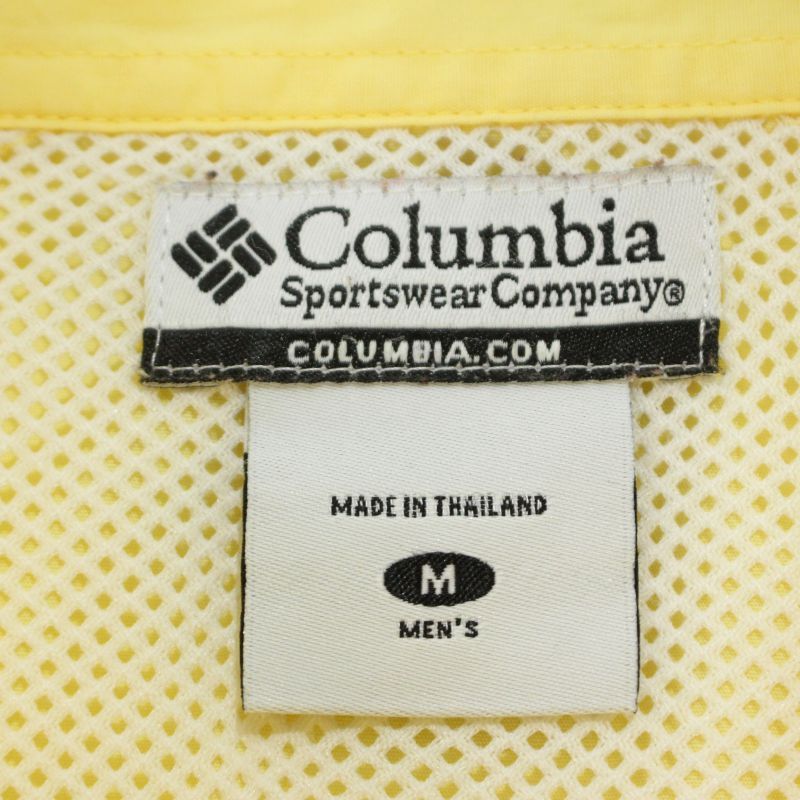 Columbia
Sportswear Company®
COLUMBIA.COM
MADE IN THAILAND
M
MEN'S